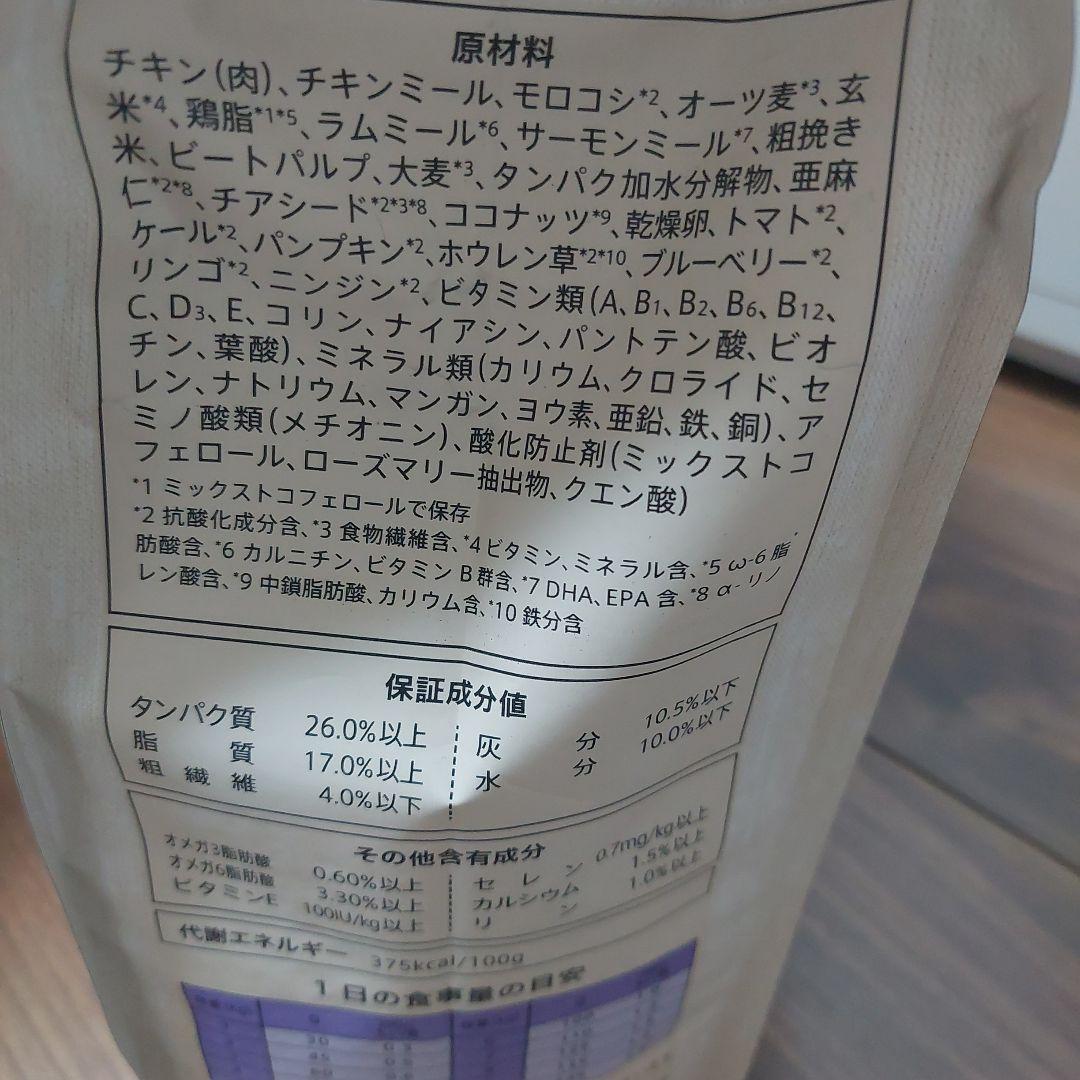 原材料
チキン(肉)、チキンミール、モロコシ*2、オーツ麦*3、玄
米*4、鶏脂*1*5、ラムミール*6、サーモンミール*7、粗挽き
米、ビートパルプ、大麦*3、タンパク加水分解物、亜麻
仁*2*8、チアシード*2*3*8、ココナッツ*9、乾燥卵、トマト*2、
ケール*2、パンプキン*2、ホウレン草*2*10、ブルーベリー*2、
リンゴ*2、ニンジン*2、ビタミン類(A、B1、B2、B6、B12、
C、D3、E、コリン、ナイアシン、パントテン酸、ビオ
チン、葉酸)、ミネラル類(カリウム、クロライド、セ
レン、ナトリウム、マンガン、ヨウ素、亜鉛、鉄、銅)、ア
ミノ酸類(メチオニン)、酸化防止剤(ミックストコ
フェロール、ローズマリー抽出物、クエン酸)
*1 ミックストコフェロールで保存
*2 抗酸化成分含、*3 食物繊維含、*4 ビタミン、ミネラル含、*5 ω-6 脂
肪酸含、*6 カルニチン、ビタミン B 群含、*7 DHA、EPA 含、*8 α- リノ
レン酸含、*9 中鎖脂肪酸、カリウム含、*10 鉄分含
保証成分値
タンパク質 26.0%以上 灰分 10.5%以下
脂質 17.0%以上 水分 10.0%以下
粗繊維 4.0%以下
その他含有成分
オメガ3脂肪酸 0.60%以上 セレン 0.7mg/kg以上
オメガ6脂肪酸 3.30%以上 カルシウム 1.5%以上
ビタミンE 100IU/kg以上 リン 1.0%以上
代謝エネルギー 375kcal/100g
1日の食事量の目安